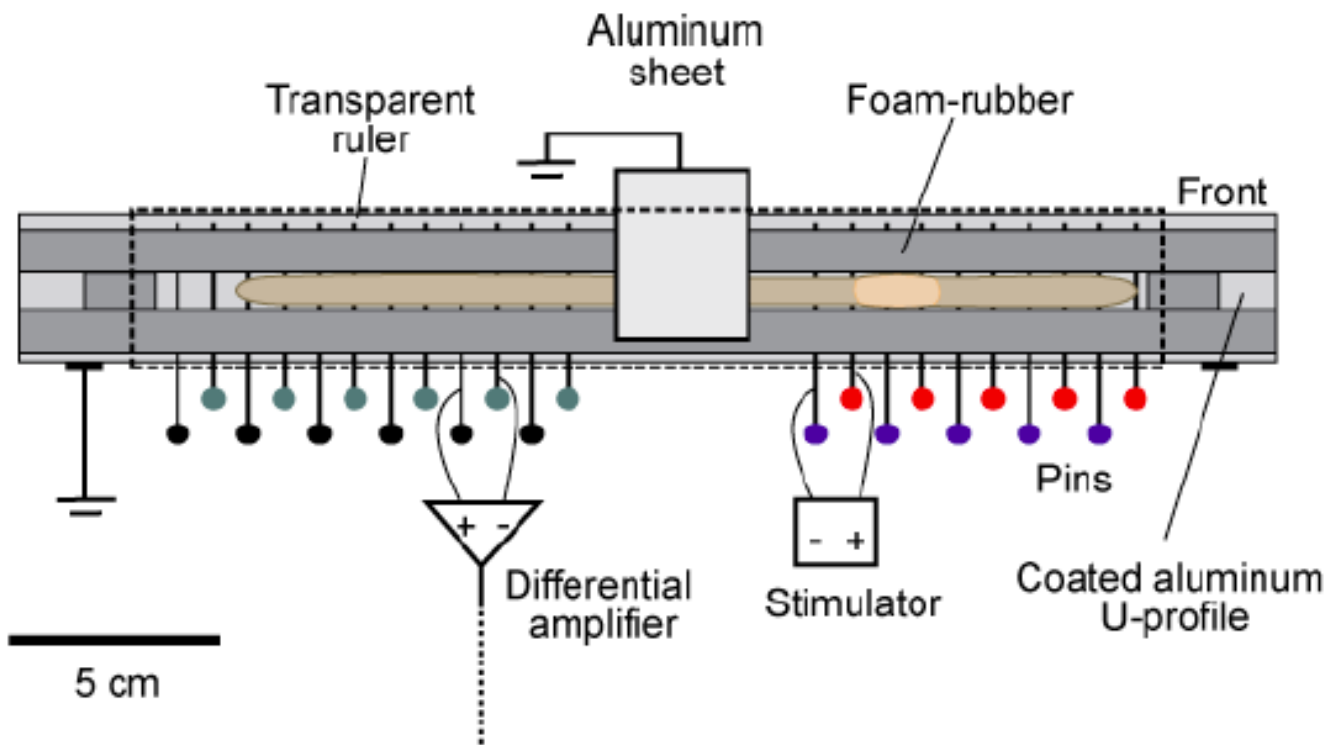 Aluminum
sheet
Transparent
ruler
Foam-rubber
Front
Pins
+ -
- +
Differential
amplifier
Stimulator
Coated aluminum
U-profile
5 cm